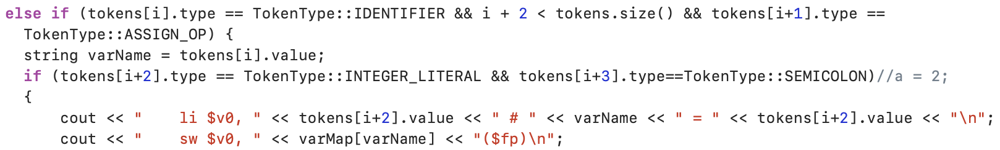 else if (tokens[i].type == TokenType::IDENTIFIER && i + 2 < tokens.size() && tokens[i+1].type ==
TokenType::ASSIGN_OP) {
string varName = tokens[i].value;
if (tokens[i+2].type == TokenType::INTEGER_LITERAL && tokens[i+3].type==TokenType::SEMICOLON)//a = 2;
{
cout << "    li $v0, " << tokens[i+2].value << " # " << varName << " = " << tokens[i+2].value << "\n";
cout << "    sw $v0, " << varMap[varName] << "($fp)\n";